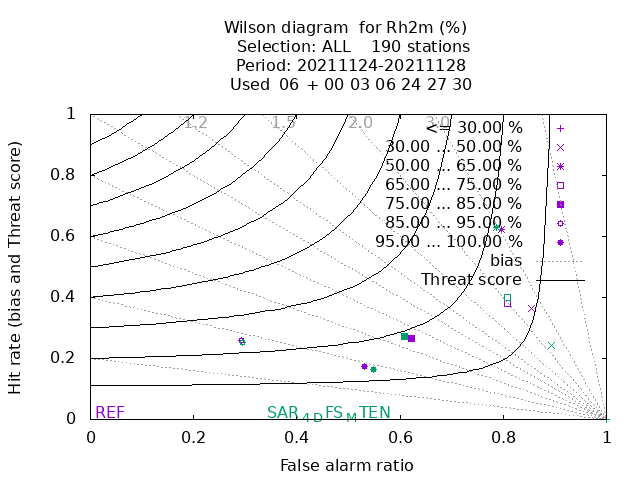 Wilson diagram for Rh2m (%)
Selection: ALL 190 stations
Period: 20211124-20211128
Used 06 + 00 03 06 24 27 30
Hit rate (bias and Threat score)
1
0.8
0.6
0.4
0.2
0
1.2 1.5 2.0 3.0
<= 30.00 %
30.00 ... 50.00 %
50.00 ... 65.00 %
65.00 ... 75.00 %
75.00 ... 85.00 %
85.00 ... 95.00 %
95.00 ... 100.00 %
bias
Threat score
REF SAR4DFSMTEN
0 0.2 0.4 0.6 0.8 1
False alarm ratio